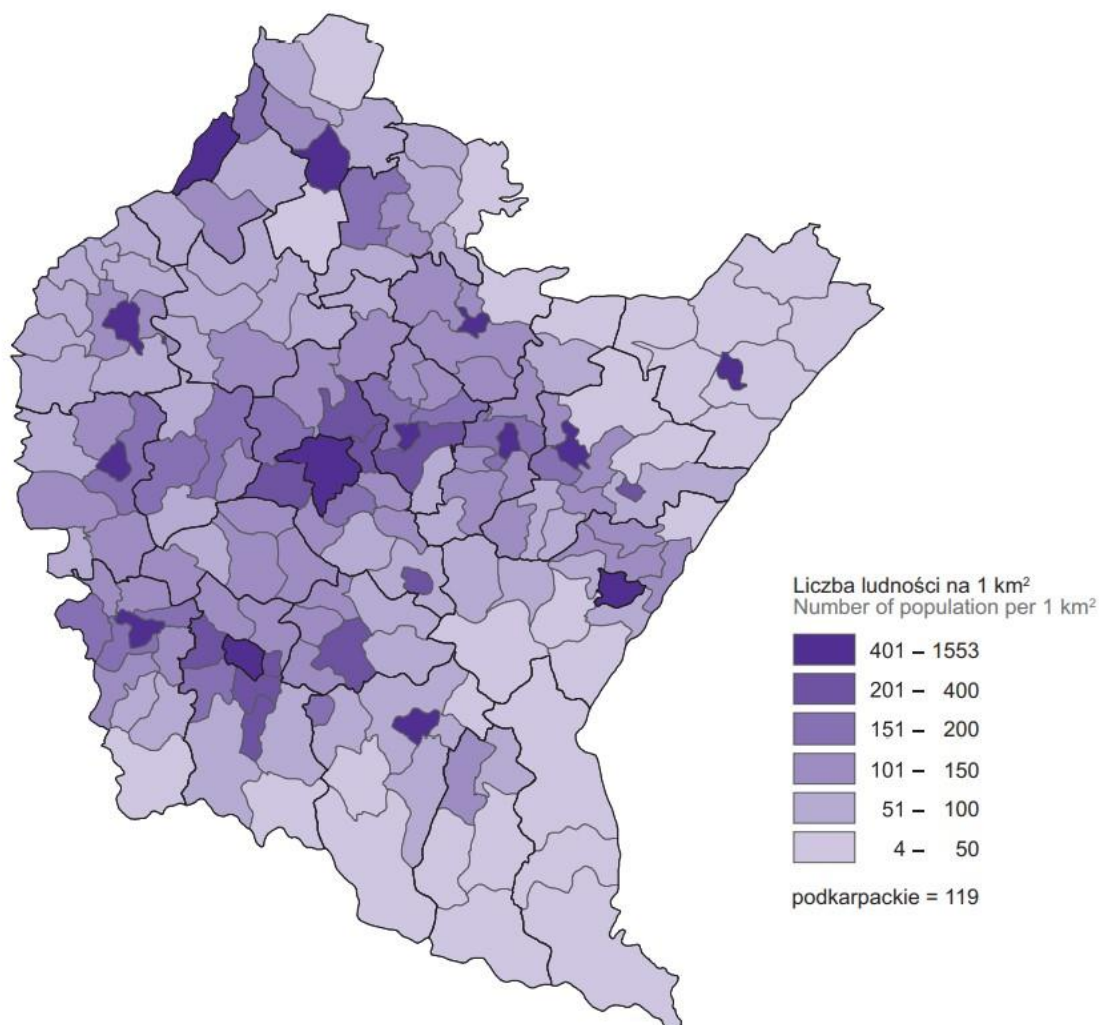 Liczba ludności na 1 km²
Number of population per 1 km²
401 – 1553
201 – 400
151 – 200
101 – 150
51 – 100
4 – 50
podkarpackie = 119